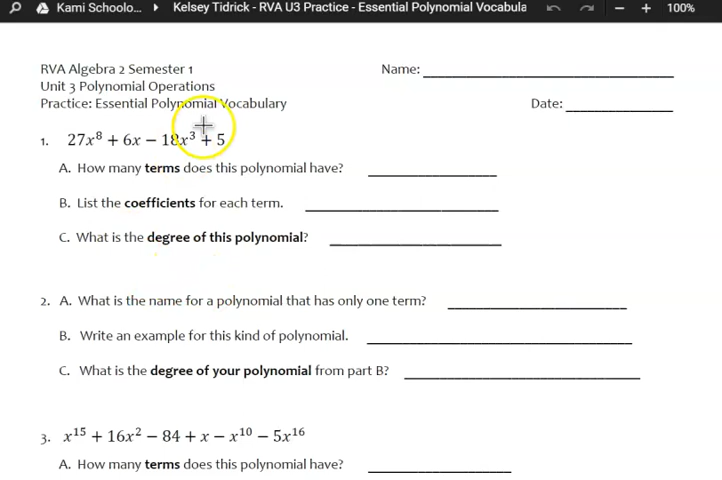 Kami Schoolo... Kelsey Tidrick - RVA U3 Practice - Essential Polynomial Vocabula 100%
RVA Algebra 2 Semester 1 Name:
Unit 3 Polynomial Operations
Practice: Essential Polynomial Vocabulary Date:
1. 27x⁸ + 6x − 18x³ + 5
A. How many terms does this polynomial have?
B. List the coefficients for each term.
C. What is the degree of this polynomial?
2. A. What is the name for a polynomial that has only one term?
B. Write an example for this kind of polynomial.
C. What is the degree of your polynomial from part B?
3. x¹⁵ + 16x² − 84 + x − x¹⁰ − 5x¹⁶
A. How many terms does this polynomial have?